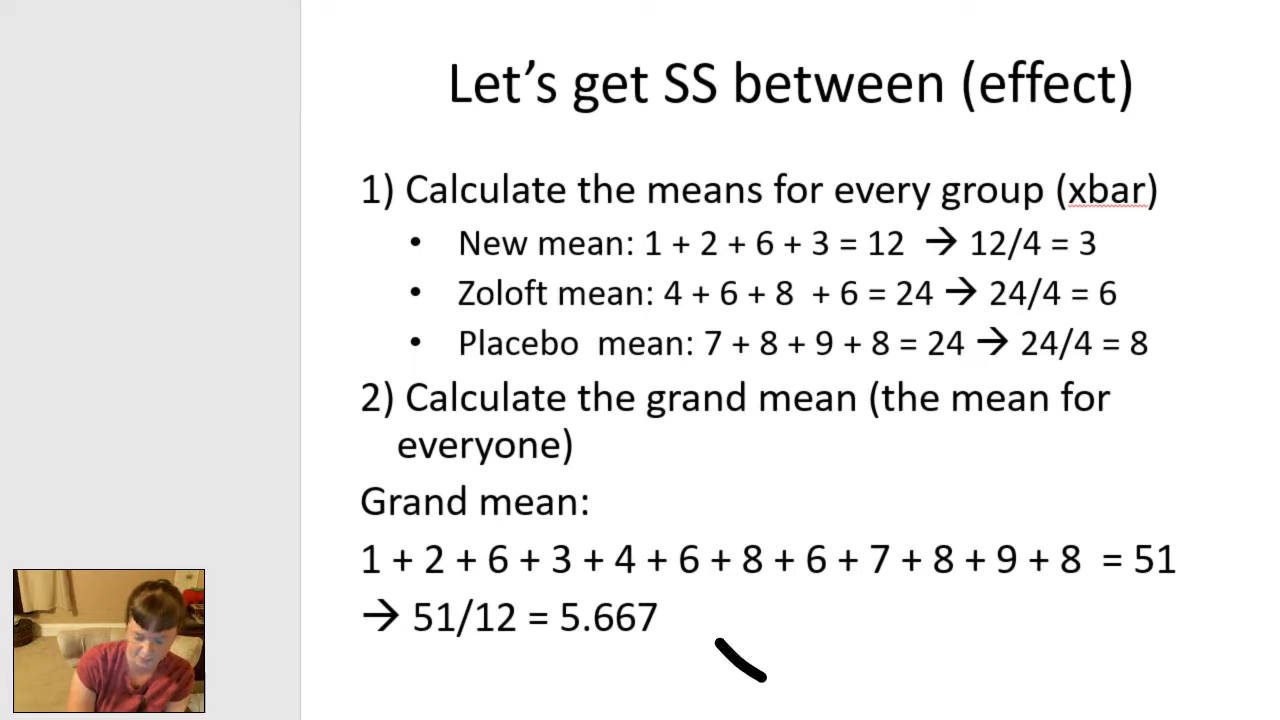 Let's get SS between (effect)
1) Calculate the means for every group (xbar)
• New mean: 1 + 2 + 6 + 3 = 12 → 12/4 = 3
• Zoloft mean: 4 + 6 + 8 + 6 = 24 → 24/4 = 6
• Placebo mean: 7 + 8 + 9 + 8 = 24 → 24/4 = 8
2) Calculate the grand mean (the mean for
everyone)
Grand mean:
1 + 2 + 6 + 3 + 4 + 6 + 8 + 6 + 7 + 8 + 9 + 8 = 51
→ 51/12 = 5.667